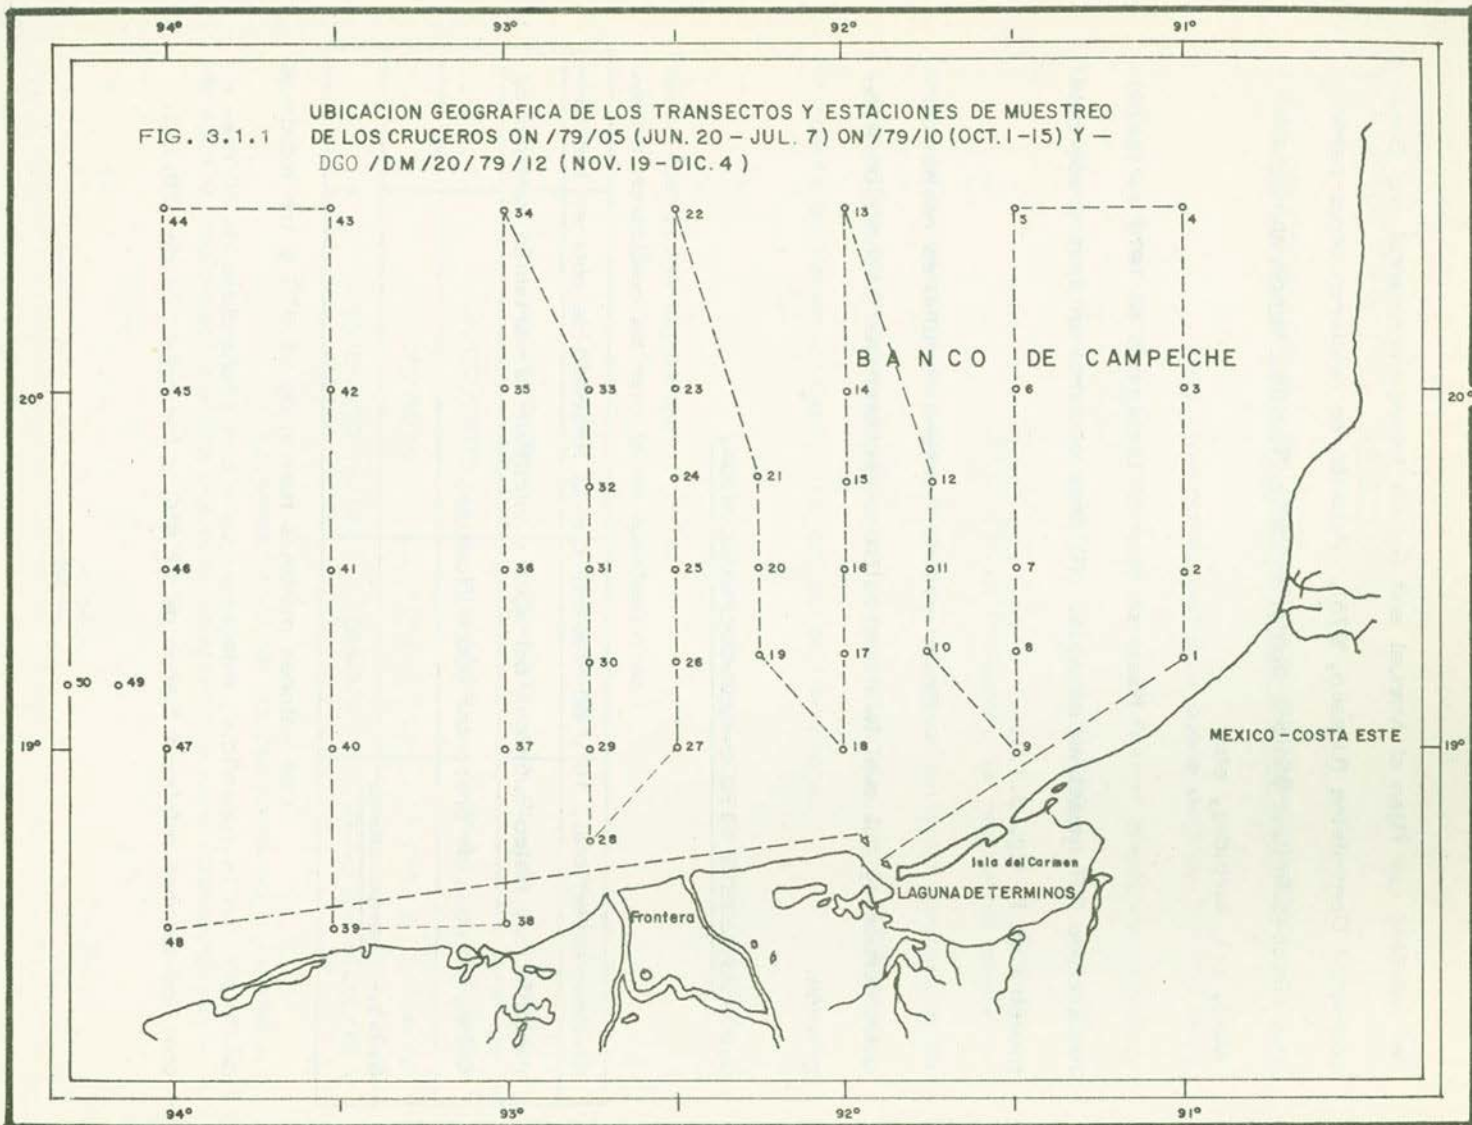 94° 93° 92° 91°
UBICACION GEOGRAFICA DE LOS TRANSECTOS Y ESTACIONES DE MUESTREO
FIG. 3.1.1 DE LOS CRUCEROS ON /79/05 (JUN. 20 - JUL. 7) ON /79/10 (OCT. 1-15) Y —
DGO /DM /20/79/12 (NOV. 19-DIC. 4)
44 43 34 22 13 5 4
BANCO DE CAMPECHE
20° 45 42 35 33 23 14 6 3 20°
32 24 21 15 12
46 41 36 31 25 20 16 11 7 2
30 26 19 17 10 8 1
50 49
MEXICO-COSTA ESTE
19° 47 40 37 29 27 18 9 19°
28
Isla del Carmen
LAGUNA DE TERMINOS
Frontera
48 39 38
94° 93° 92° 91°